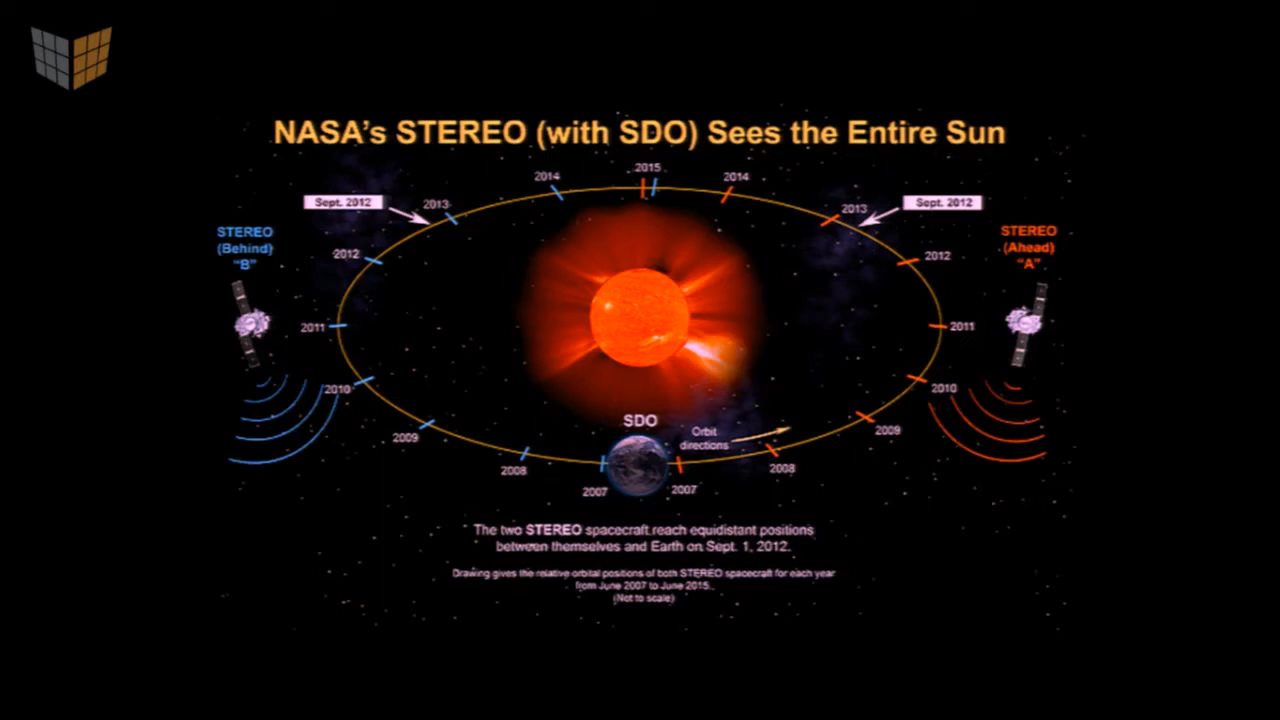 NASA's STEREO (with SDO) Sees the Entire Sun
2015
2014
2014
Sept. 2012
2013
2013
Sept. 2012
STEREO
(Behind)
"B"
STEREO
(Ahead)
"A"
2012
2012
2011
2011
2010
2010
SDO
Orbit
directions
2009
2009
2008
2008
2007
2007
The two STEREO spacecraft reach equidistant positions
between themselves and Earth on Sept. 1, 2012.
Drawing gives the relative orbital positions of both STEREO spacecraft for each year
from June 2007 to June 2015.
(Not to scale)